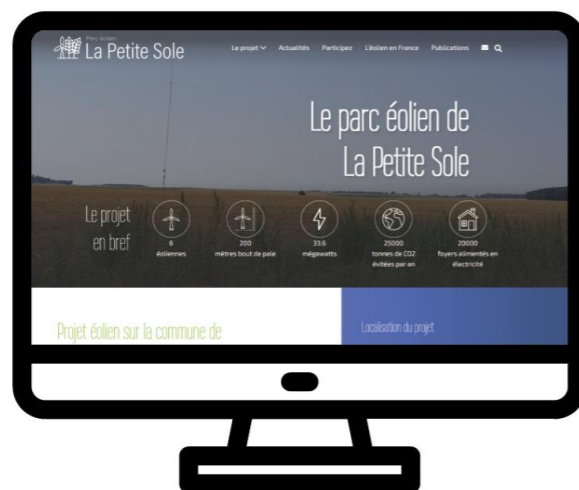 Parc éolien
La Petite Sole
Le projet Actualités Participez L'éolien en France Publications
Le parc éolien de
La Petite Sole
Le projet
en bref
6
éoliennes
200
mètres bout de pale
33.6
mégawatts
25000
tonnes de CO2
évitées par an
20000
foyers alimentés en
électricité
Projet éolien sur la commune de
Localisation du projet